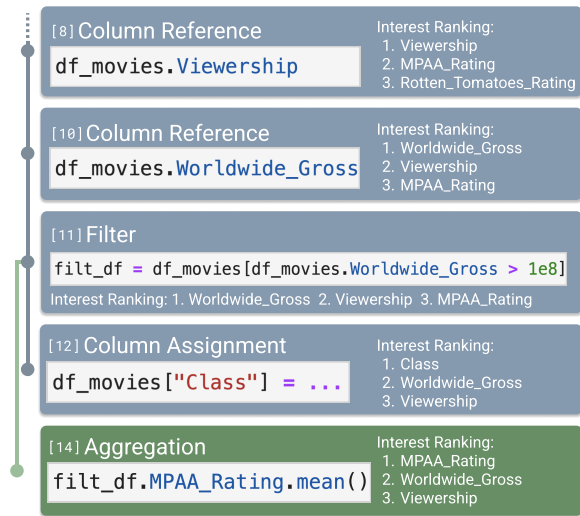 [8] Column Reference
df_movies.Viewership
Interest Ranking:
1. Viewership
2. MPAA_Rating
3. Rotten_Tomatoes_Rating
[10] Column Reference
df_movies.Worldwide_Gross
Interest Ranking:
1. Worldwide_Gross
2. Viewership
3. MPAA_Rating
[11] Filter
filt_df = df_movies[df_movies.Worldwide_Gross > 1e8]
Interest Ranking: 1. Worldwide_Gross 2. Viewership 3. MPAA_Rating
[12] Column Assignment
df_movies["Class"] = ...
Interest Ranking:
1. Class
2. Worldwide_Gross
3. Viewership
[14] Aggregation
filt_df.MPAA_Rating.mean()
Interest Ranking:
1. MPAA_Rating
2. Worldwide_Gross
3. Viewership